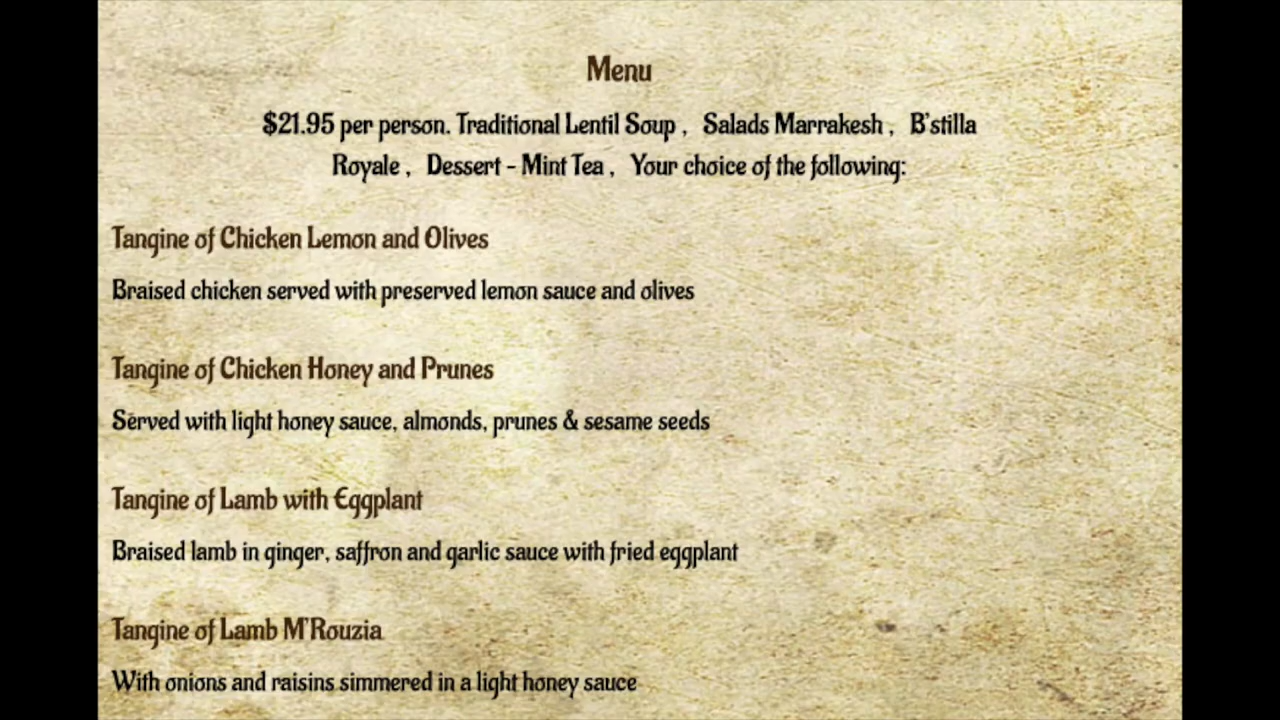 Menu
$21.95 per person. Traditional Lentil Soup , Salads Marrakesh , B'stilla
Royale , Dessert - Mint Tea , Your choice of the following:
Tangine of Chicken Lemon and Olives
Braised chicken served with preserved lemon sauce and olives
Tangine of Chicken Honey and Prunes
Served with light honey sauce, almonds, prunes & sesame seeds
Tangine of Lamb with Eggplant
Braised lamb in ginger, saffron and garlic sauce with fried eggplant
Tangine of Lamb M'Rouzia
With onions and raisins simmered in a light honey sauce